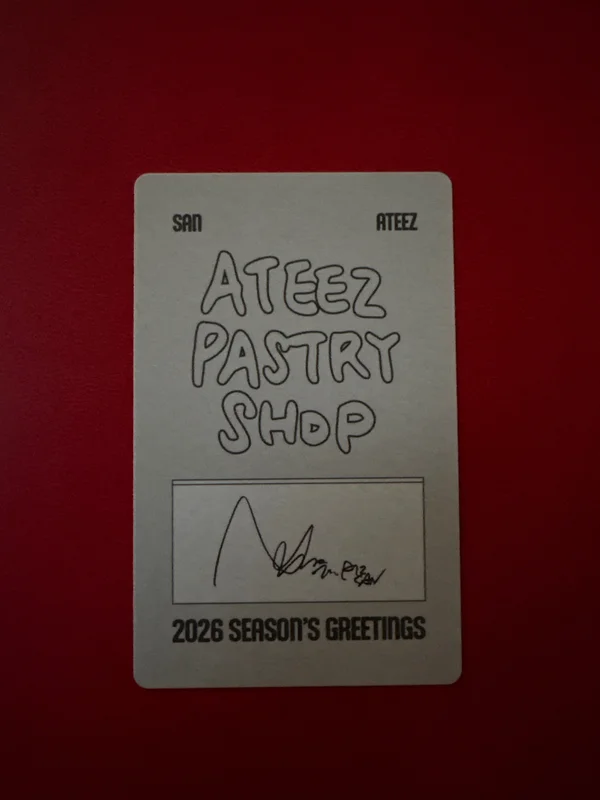 SAN ATEEZ
ATEEZ
PASTRY
SHOP
2026 SEASON'S GREETINGS